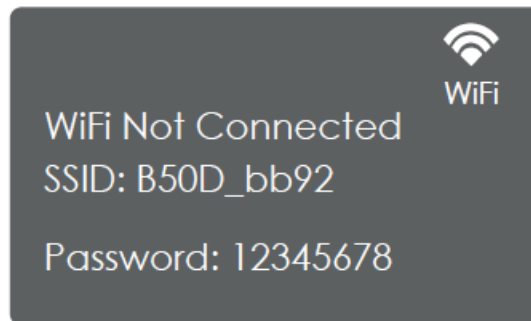 WiFi
WiFi Not Connected
SSID: B50D_bb92
Password: 12345678